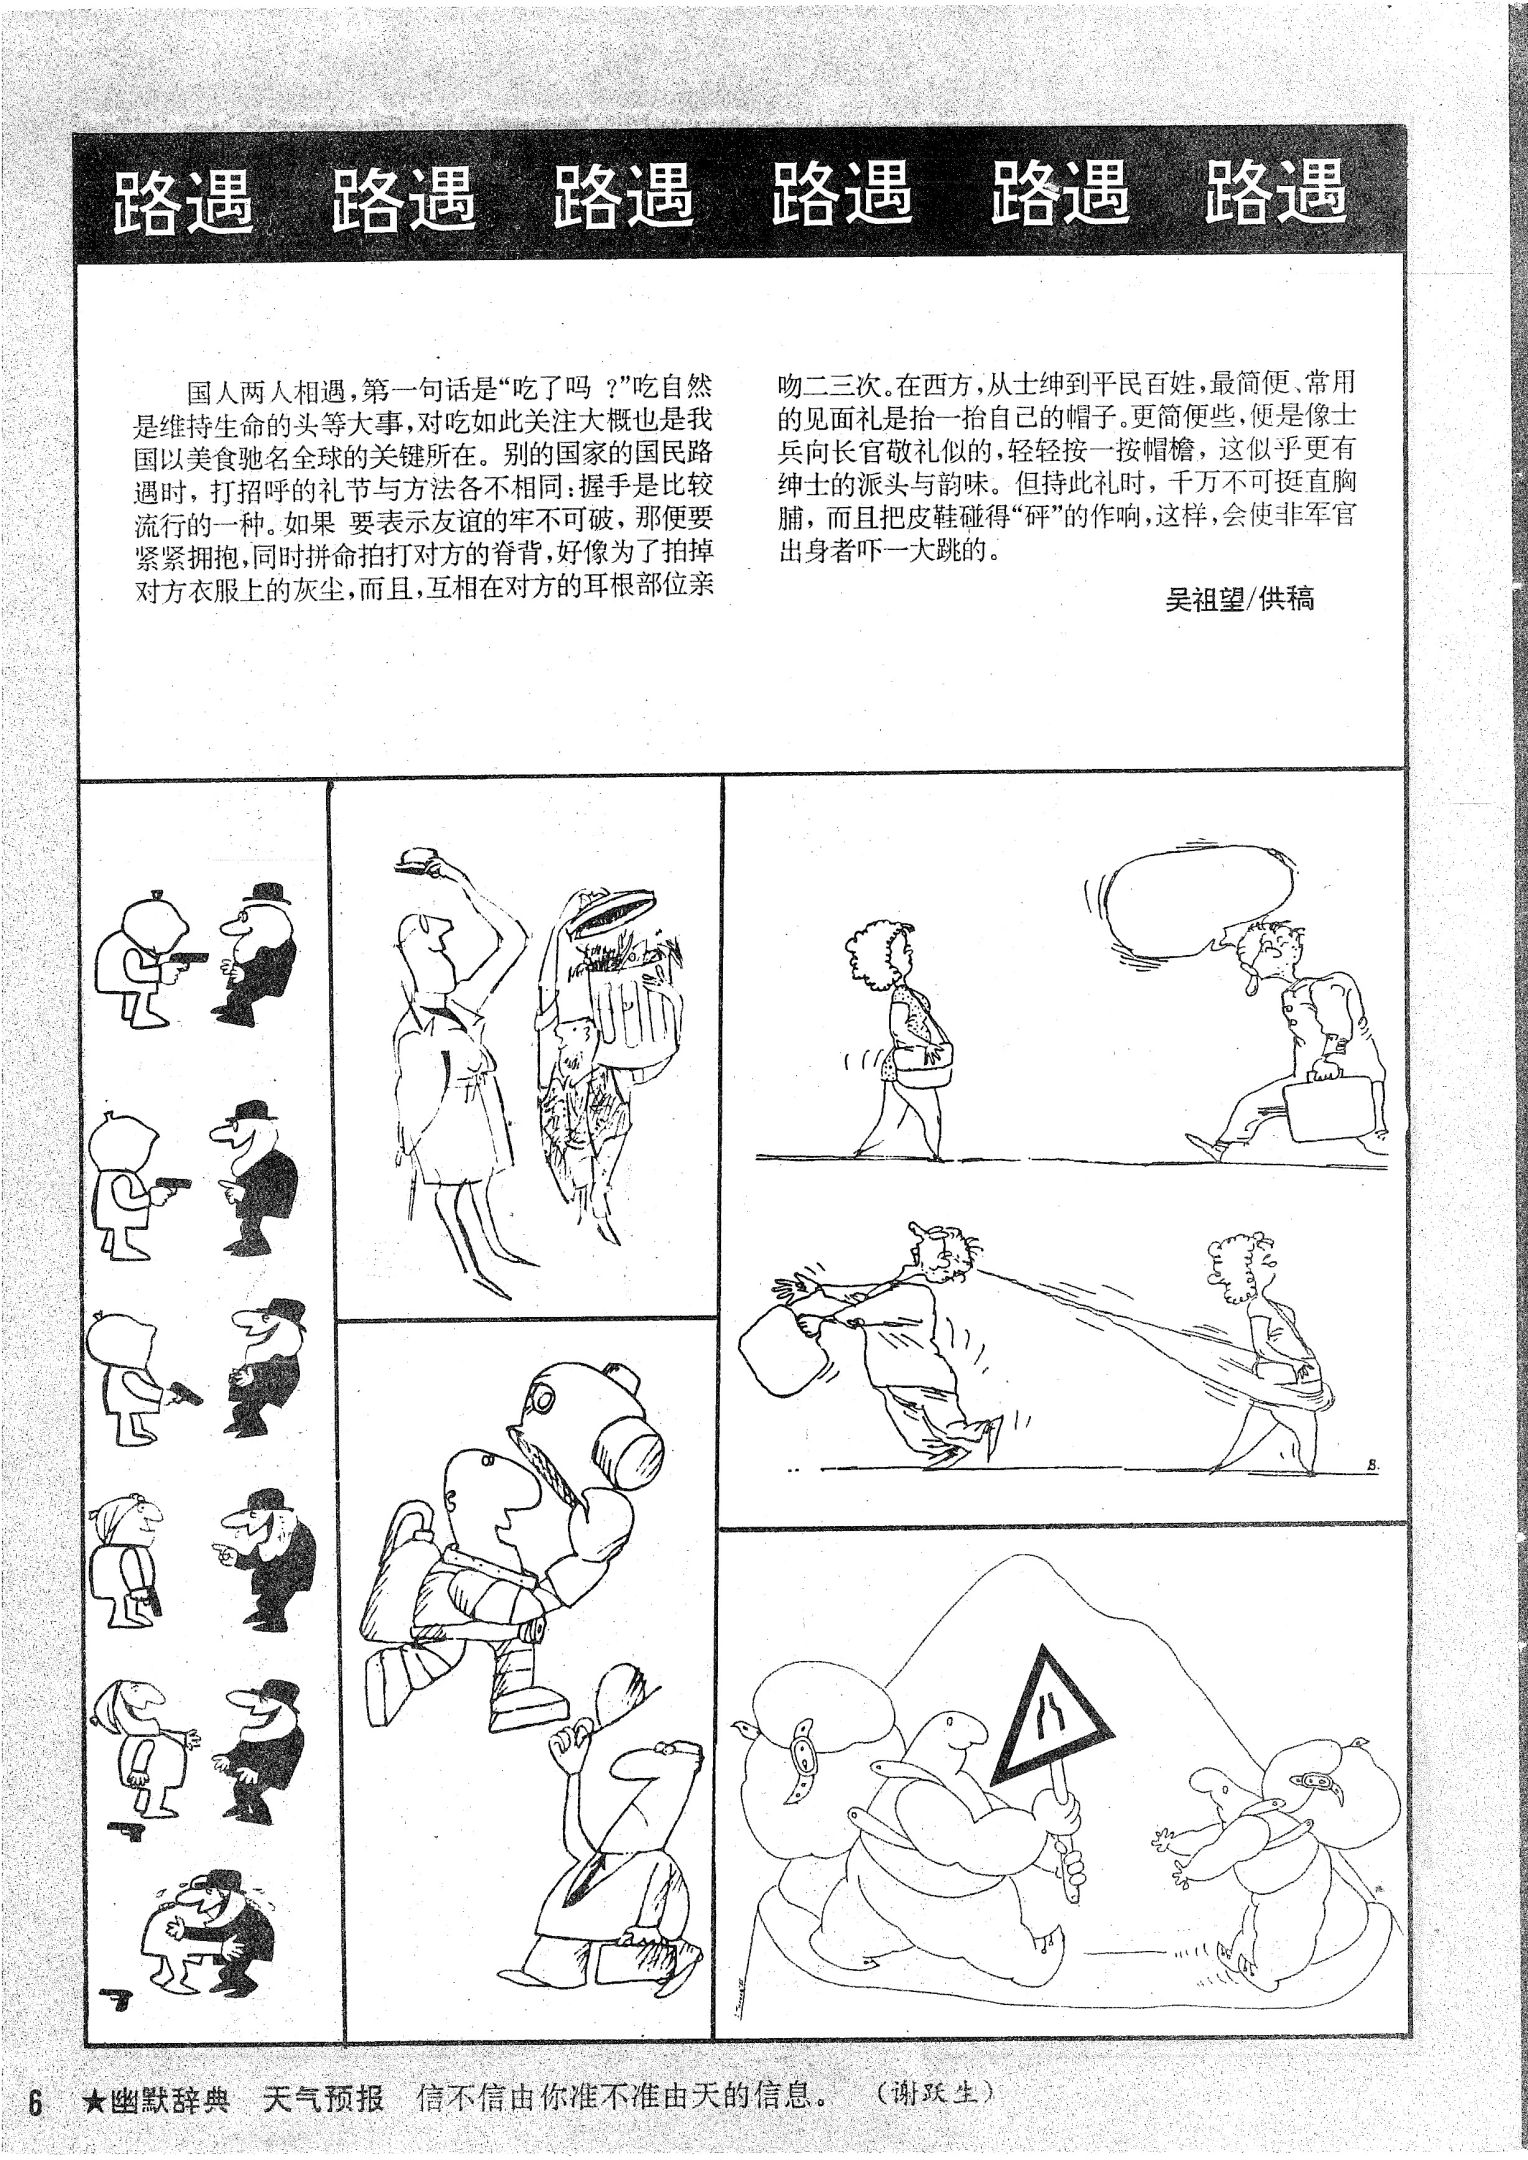 路遇 路遇 路遇 路遇 路遇 路遇
国人两人相遇,第一句话是“吃了吗 ?”吃自然
是维持生命的头等大事,对吃如此关注大概也是我
国以美食驰名全球的关键所在。别的国家的国民路
遇时,打招呼的礼节与方法各不相同:握手是比较
流行的一种。如果 要表示友谊的牢不可破,那便要
紧紧拥抱,同时拼命拍打对方的脊背,好像为了拍掉
对方衣服上的灰尘,而且,互相在对方的耳根部位亲
吻二三次。在西方,从士绅到平民百姓,最简便、常用
的见面礼是抬一抬自己的帽子。更简便些,便是像士
兵向长官敬礼似的,轻轻按一按帽檐,这似乎更有
绅士的派头与韵味。但持此礼时,千万不可挺直胸
脯,而且把皮鞋碰得“砰”的作响,这样,会使非军官
出身者吓一大跳的。
吴祖望/供稿
B.
6 ★幽默辞典 天气预报 信不信由你准不准由天的信息。 (谢跃生)